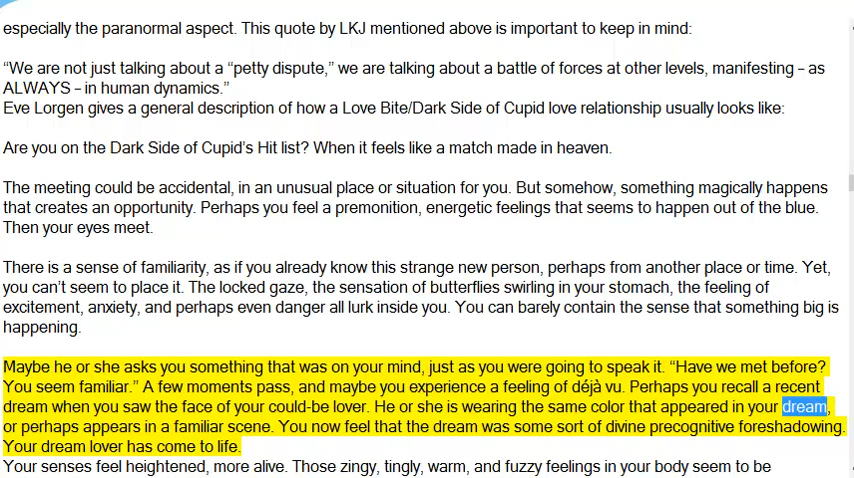 especially the paranormal aspect. This quote by LKJ mentioned above is important to keep in mind:
“We are not just talking about a “petty dispute,” we are talking about a battle of forces at other levels, manifesting – as
ALWAYS – in human dynamics.”
Eve Lorgen gives a general description of how a Love Bite/Dark Side of Cupid love relationship usually looks like:
Are you on the Dark Side of Cupid’s Hit list? When it feels like a match made in heaven.
The meeting could be accidental, in an unusual place or situation for you. But somehow, something magically happens
that creates an opportunity. Perhaps you feel a premonition, energetic feelings that seems to happen out of the blue.
Then your eyes meet.
There is a sense of familiarity, as if you already know this strange new person, perhaps from another place or time. Yet,
you can’t seem to place it. The locked gaze, the sensation of butterflies swirling in your stomach, the feeling of
excitement, anxiety, and perhaps even danger all lurk inside you. You can barely contain the sense that something big is
happening.
Maybe he or she asks you something that was on your mind, just as you were going to speak it. “Have we met before?
You seem familiar.” A few moments pass, and maybe you experience a feeling of déjà vu. Perhaps you recall a recent
dream when you saw the face of your could-be lover. He or she is wearing the same color that appeared in your dream,
or perhaps appears in a familiar scene. You now feel that the dream was some sort of divine precognitive foreshadowing.
Your dream lover has come to life.
Your senses feel heightened, more alive. Those zingy, tingly, warm, and fuzzy feelings in your body seem to be